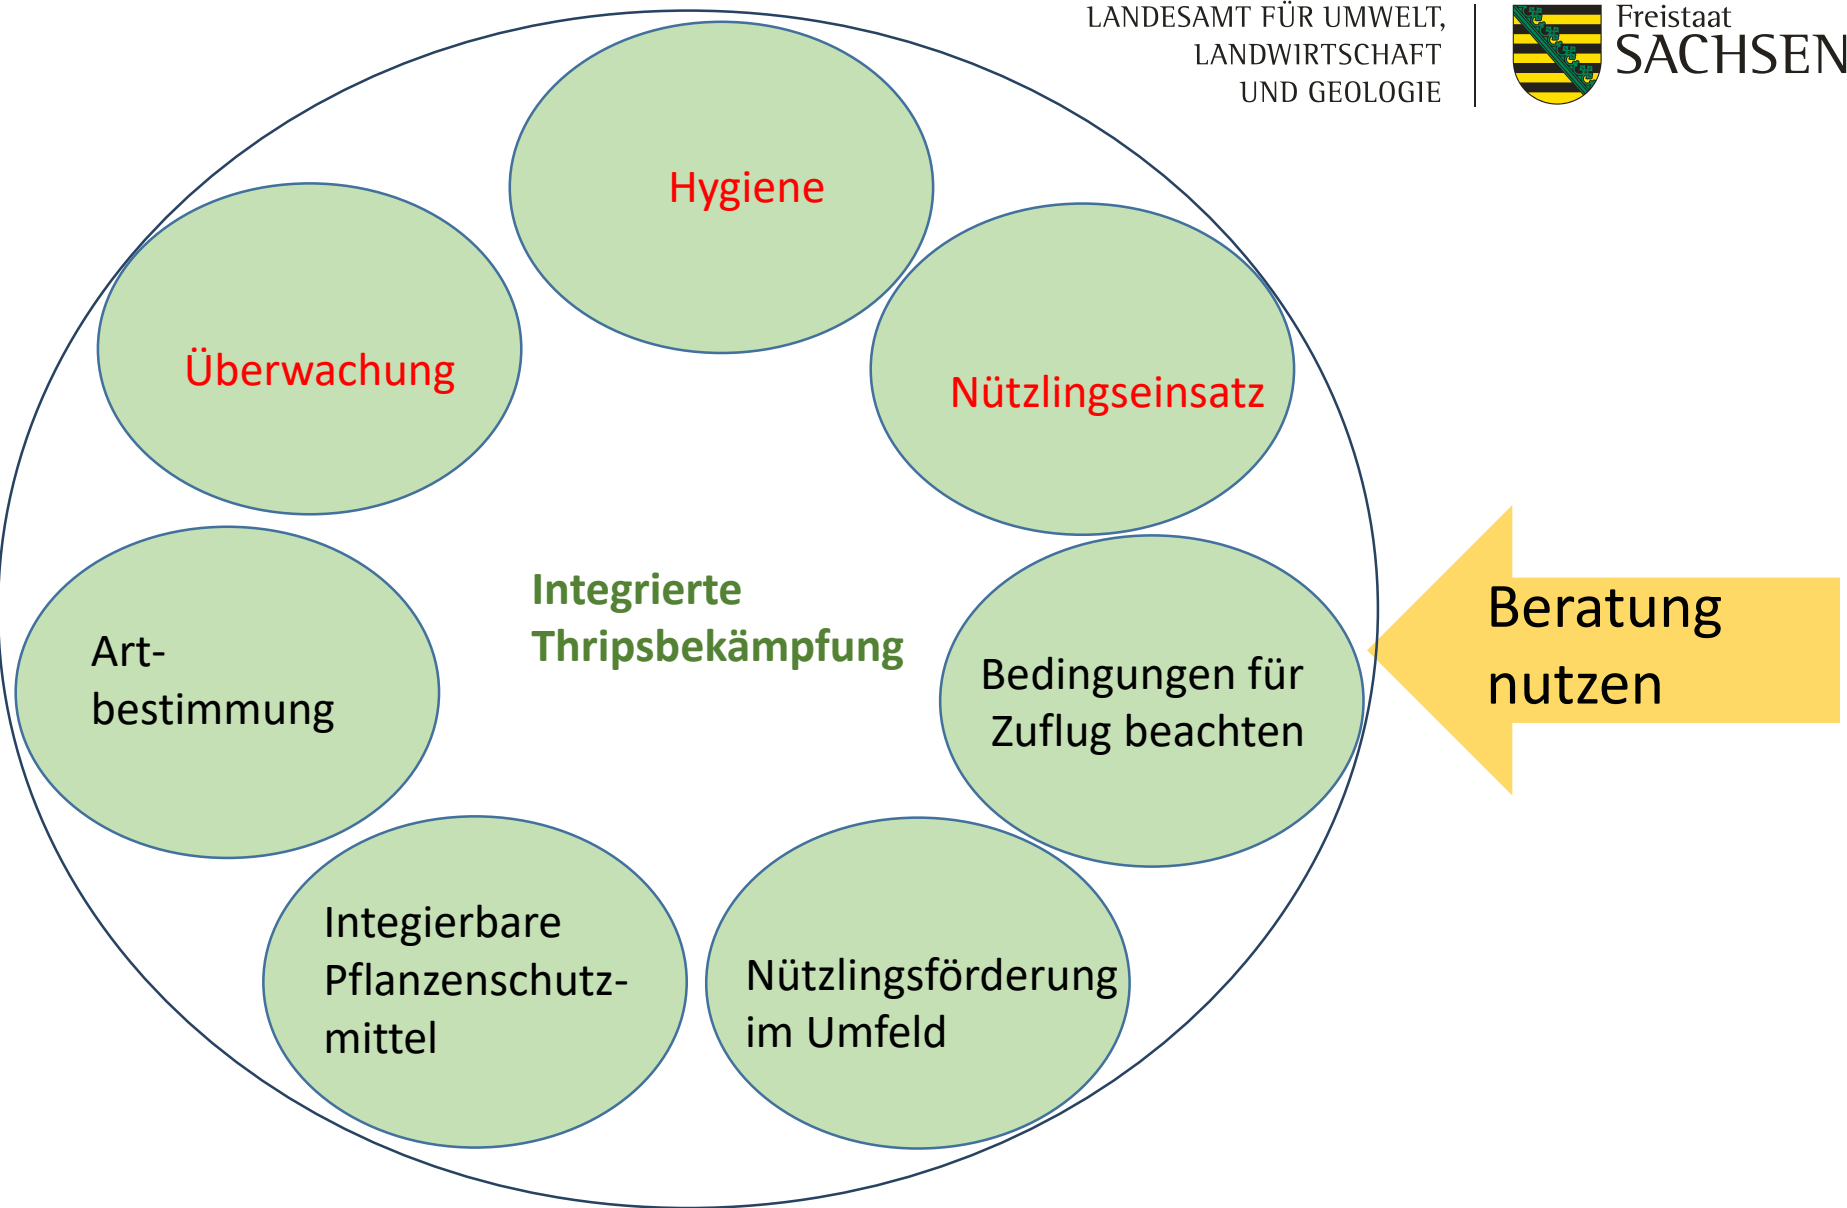 LANDESAMT FÜR UMWELT,
LANDWIRTSCHAFT
UND GEOLOGIE
Freistaat
SACHSEN
Hygiene
Überwachung
Nützlingseinsatz
Integrierte
Thripsbekämpfung
Art-
bestimmung
Bedingungen für
Zuflug beachten
Beratung
nutzen
Integierbare
Pflanzenschutz-
mittel
Nützlingsförderung
im Umfeld